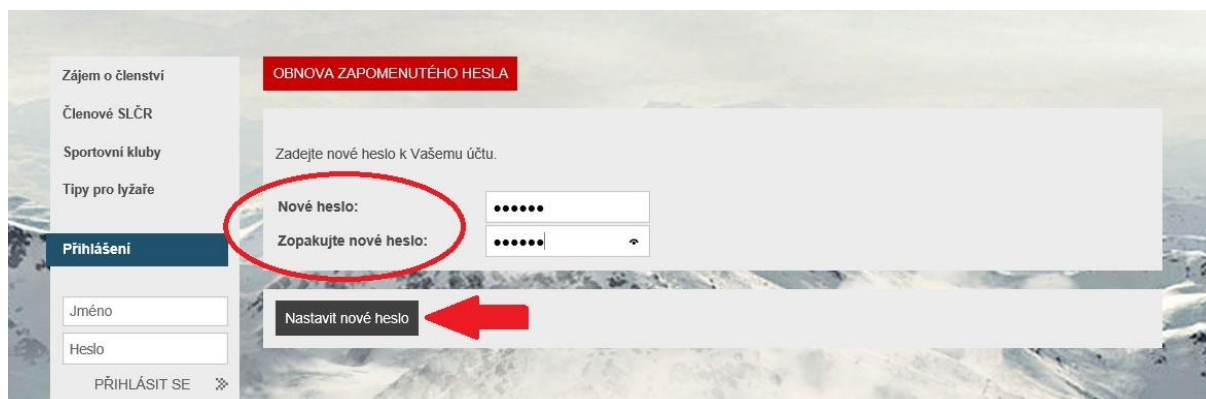 Zájem o členství
Členové SLČR
Sportovní kluby
Tipy pro lyžaře
Přihlášení
Jméno
Heslo
PŘIHLÁSIT SE
OBNOVA ZAPOMENUTÉHO HESLA
Zadejte nové heslo k Vašemu účtu.
Nové heslo: ••••••
Zopakujte nové heslo: ••••••
Nastavit nové heslo